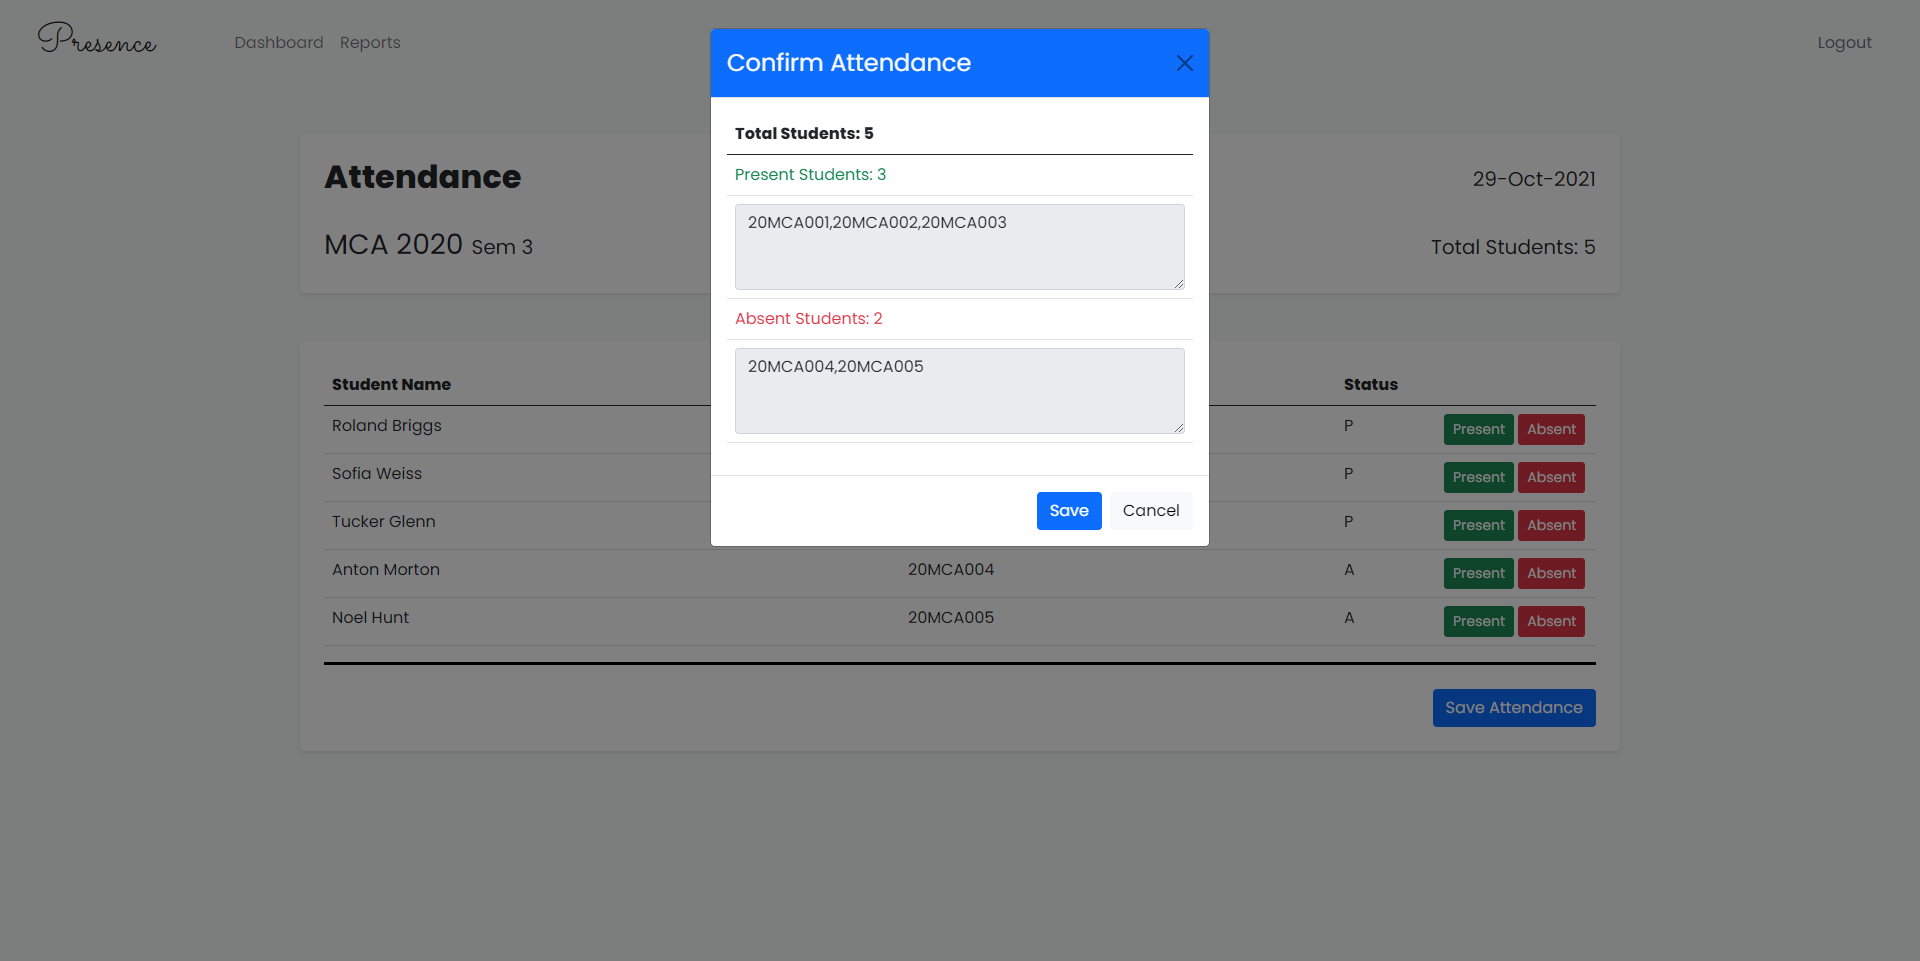 Presence
Dashboard Reports
Logout
Confirm Attendance
Total Students: 5
Present Students: 3
20MCA001,20MCA002,20MCA003
Absent Students: 2
20MCA004,20MCA005
Save Cancel
Attendance
29-Oct-2021
MCA 2020 Sem 3
Total Students: 5
Student Name Status
Roland Briggs P Present Absent
Sofia Weiss P Present Absent
Tucker Glenn P Present Absent
Anton Morton 20MCA004 A Present Absent
Noel Hunt 20MCA005 A Present Absent
Save Attendance